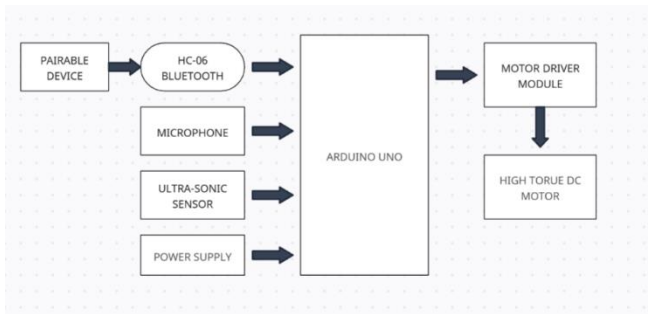 PAIRABLE
DEVICE
HC-06
BLUETOOTH
MICROPHONE
ULTRA-SONIC
SENSOR
POWER SUPPLY
ARDUINO UNO
MOTOR DRIVER
MODULE
HIGH TORUE DC
MOTOR